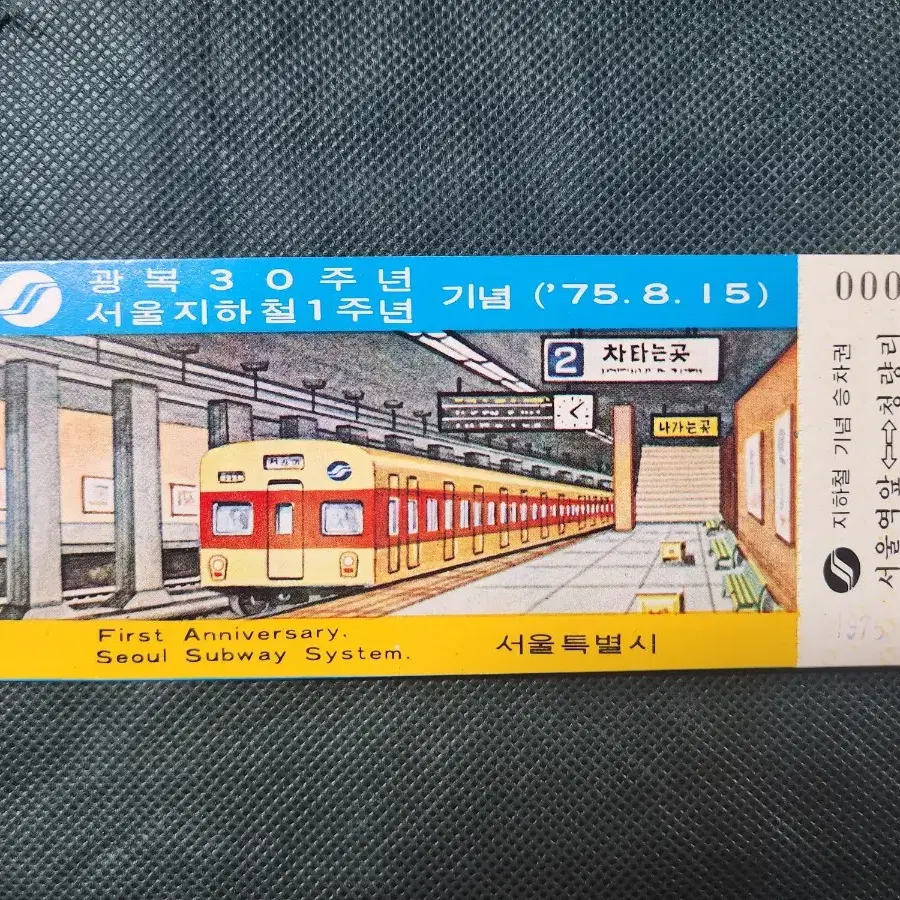 광복30주년
서울지하철1주년
기념 ('75.8.15)
2 차타는곳
나가는곳
First Anniversary.
Seoul Subway System.
서울특별시
000
지하철 기념 승차권
서울역앞↔청량리
1975